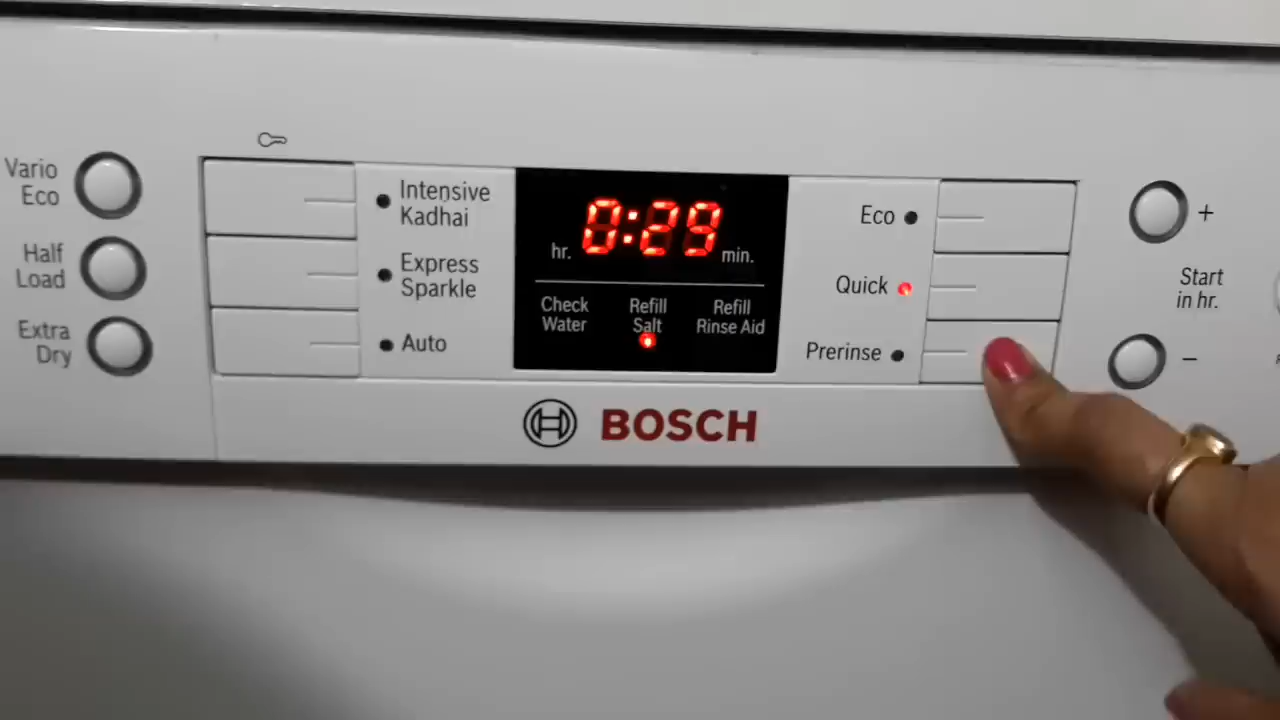 Vario
Eco
Half
Load
Extra
Dry
Intensive
Kadhai
Express
Sparkle
Auto
hr. 0:29 min.
Check
Water
Refill
Salt
Refill
Rinse Aid
Eco
Quick
Prerinse
+
Start
in hr.
−
BOSCH